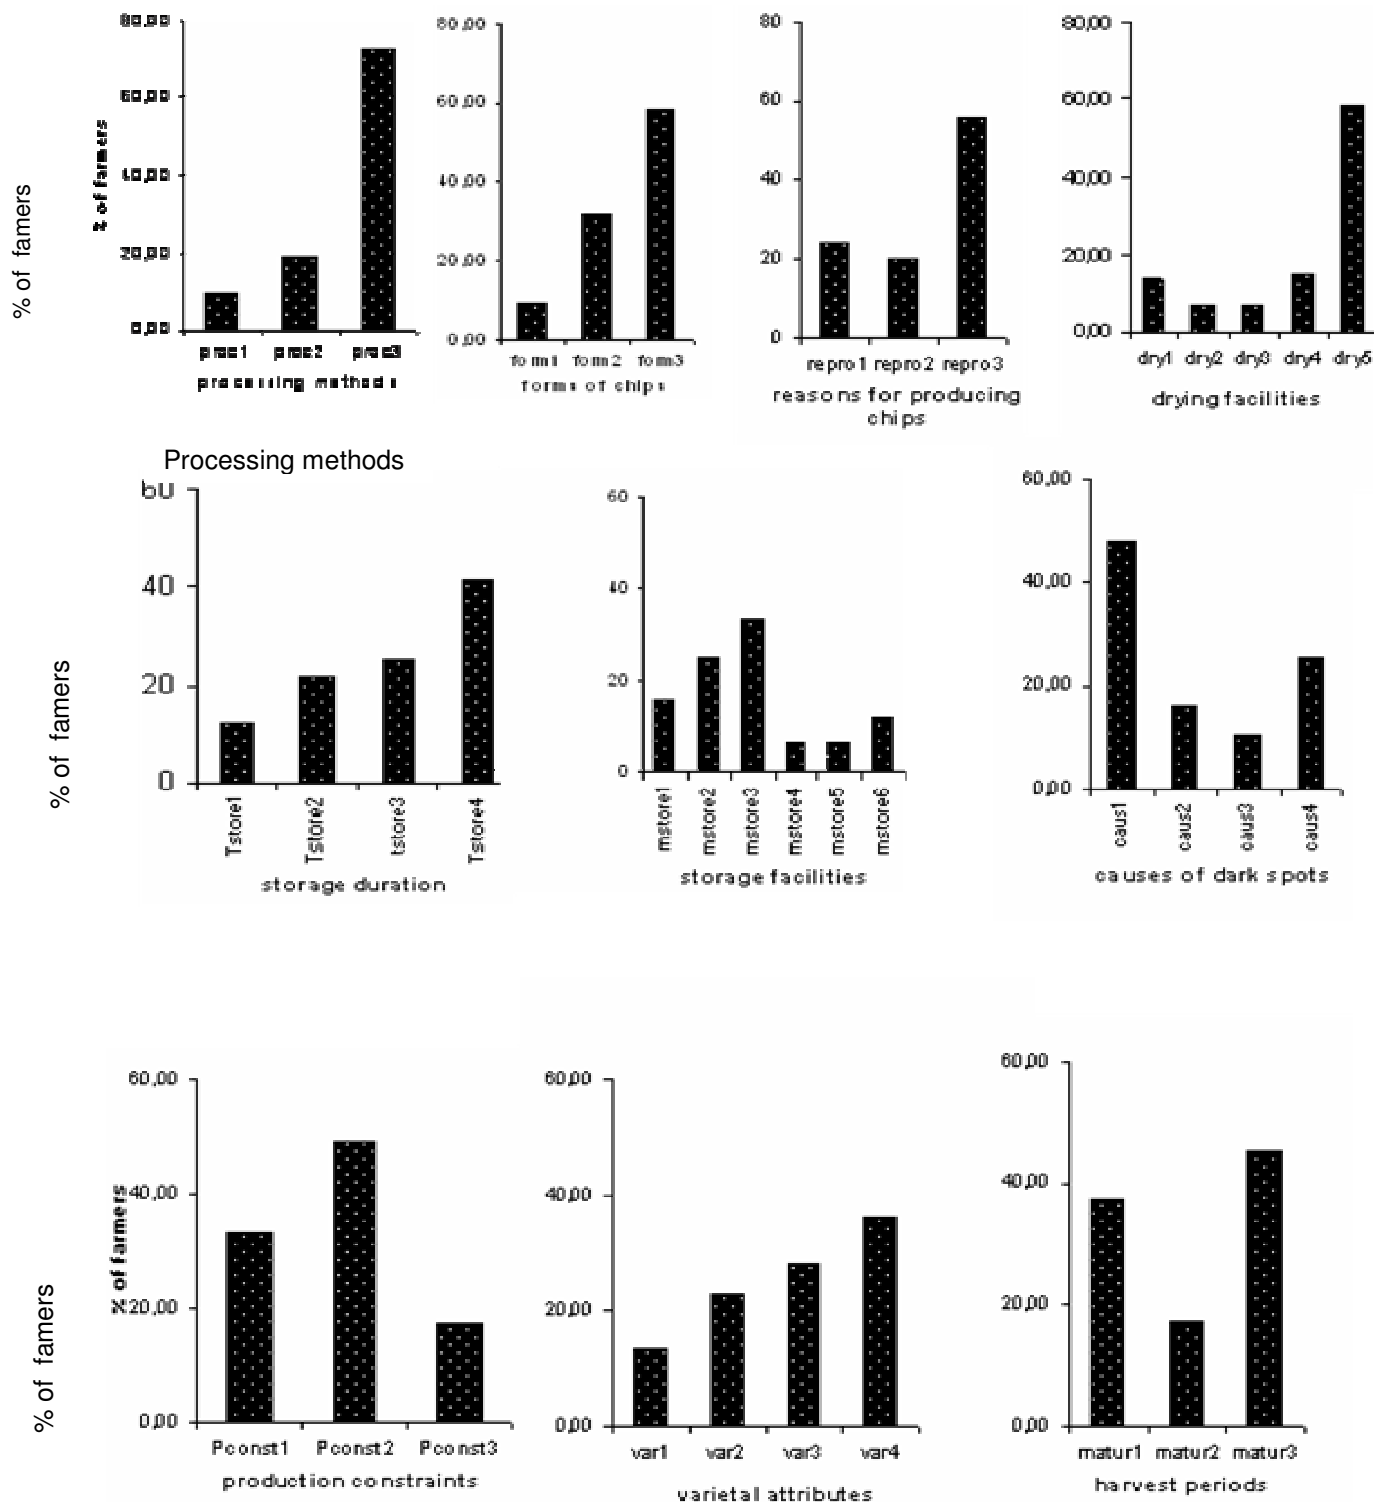 % of famers
% of farmers
80,00
60,00
40,00
20,00
0,00
prac1 prac2 prac3
processing methods
80,00
60,00
40,00
20,00
0,00
form1 form2 form3
forms of chips
80
60
40
20
0
repro1 repro2 repro3
reasons for producing
chips
80,00
60,00
40,00
20,00
0,00
dry1 dry2 dry3 dry4 dry5
drying facilities
Processing methods
% of famers
60
40
20
0
Tstore1 Tstore2 tstore3 Tstore4
storage duration
60
40
20
0
mstore1 mstore2 mstore3 mstore4 mstore5 mstore6
storage facilities
60,00
40,00
20,00
0,00
caus1 caus2 caus3 caus4
causes of dark spots
% of famers
% of farmers
60,00
40,00
20,00
0,00
Pconst1 Pconst2 Pconst3
production constraints
60,00
40,00
20,00
0,00
var1 var2 var3 var4
varietal attributes
60,00
40,00
20,00
0,00
matur1 matur2 matur3
harvest periods